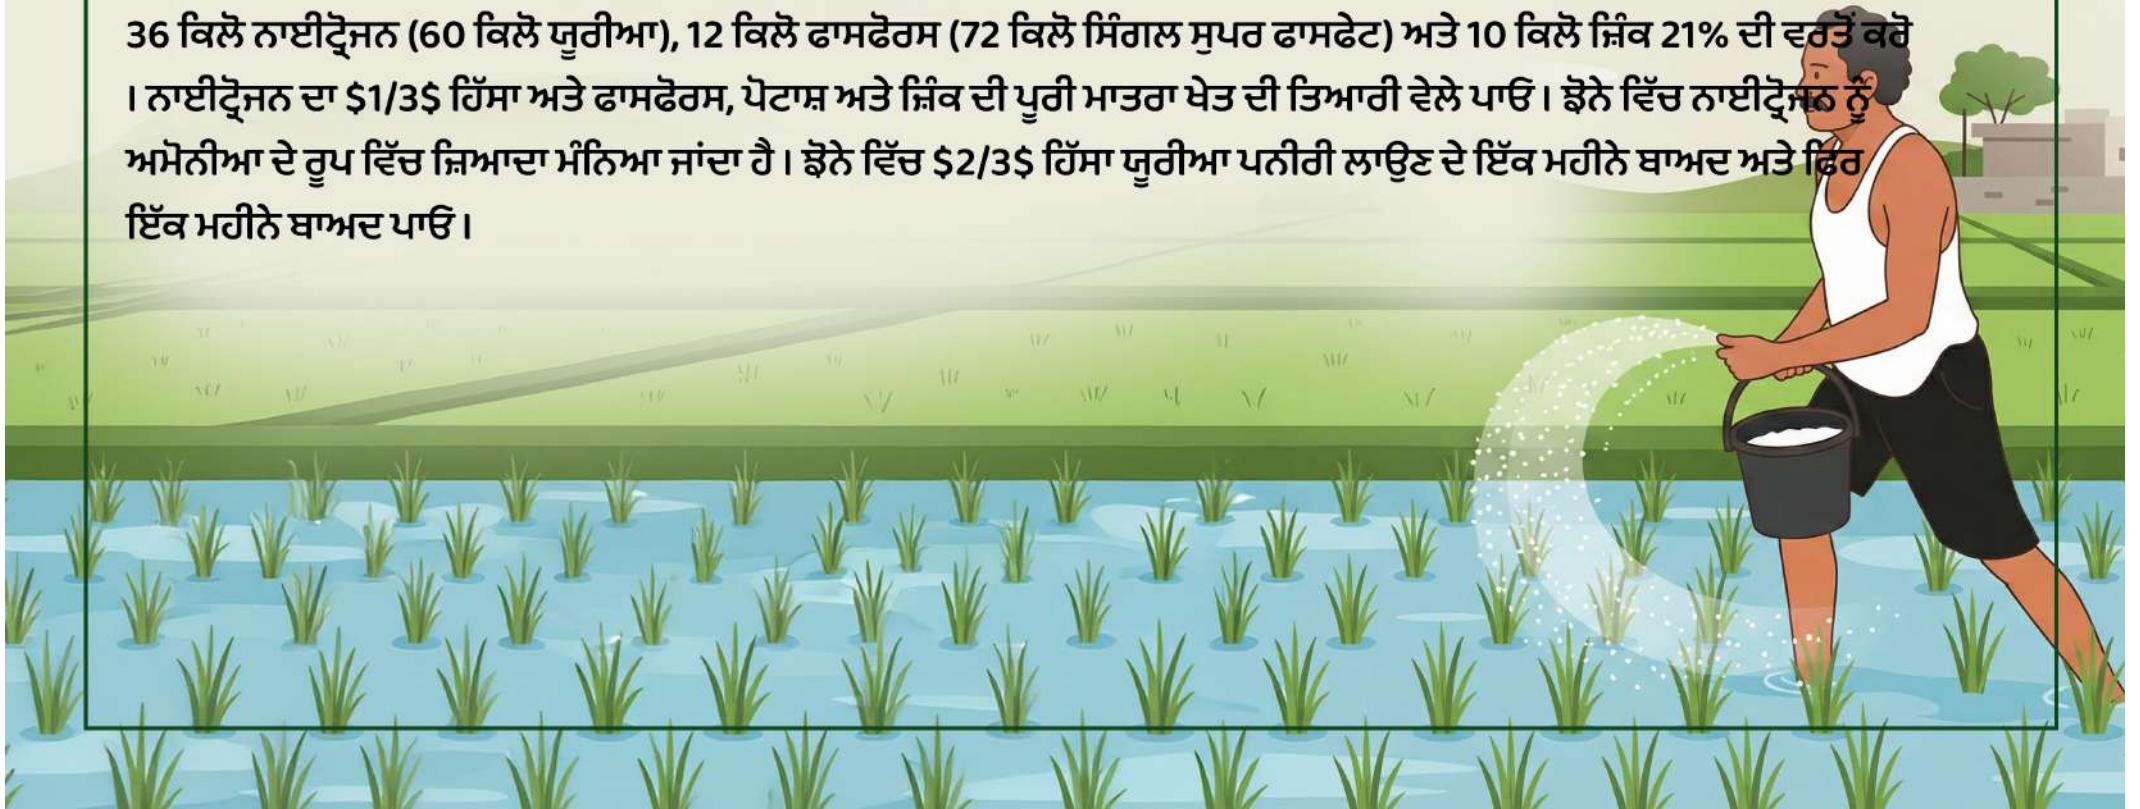 36 ਕਿਲੋ ਨਾਈਟ੍ਰੋਜਨ (60 ਕਿਲੋ ਯੂਰੀਆ), 12 ਕਿਲੋ ਫਾਸਫੋਰਸ (72 ਕਿਲੋ ਸਿੰਗਲ ਸੁਪਰ ਫਾਸਫੇਟ) ਅਤੇ 10 ਕਿਲੋ ਜ਼ਿੰਕ 21% ਦੀ ਵਰਤੋਂ ਕਰੋ
। ਨਾਈਟ੍ਰੋਜਨ ਦਾ $1/3$ ਹਿੱਸਾ ਅਤੇ ਫਾਸਫੋਰਸ, ਪੋਟਾਸ਼ ਅਤੇ ਜ਼ਿੰਕ ਦੀ ਪੂਰੀ ਮਾਤਰਾ ਖੇਤ ਦੀ ਤਿਆਰੀ ਵੇਲੇ ਪਾਓ। ਝੋਨੇ ਵਿੱਚ ਨਾਈਟ੍ਰੋਜਨ ਨੂੰ
ਅਮੋਨੀਆ ਦੇ ਰੂਪ ਵਿੱਚ ਜ਼ਿਆਦਾ ਮੰਨਿਆ ਜਾਂਦਾ ਹੈ। ਝੋਨੇ ਵਿੱਚ $2/3$ ਹਿੱਸਾ ਯੂਰੀਆ ਪਨੀਰੀ ਲਾਉਣ ਦੇ ਇੱਕ ਮਹੀਨੇ ਬਾਅਦ ਅਤੇ ਫਿਰ
ਇੱਕ ਮਹੀਨੇ ਬਾਅਦ ਪਾਓ।